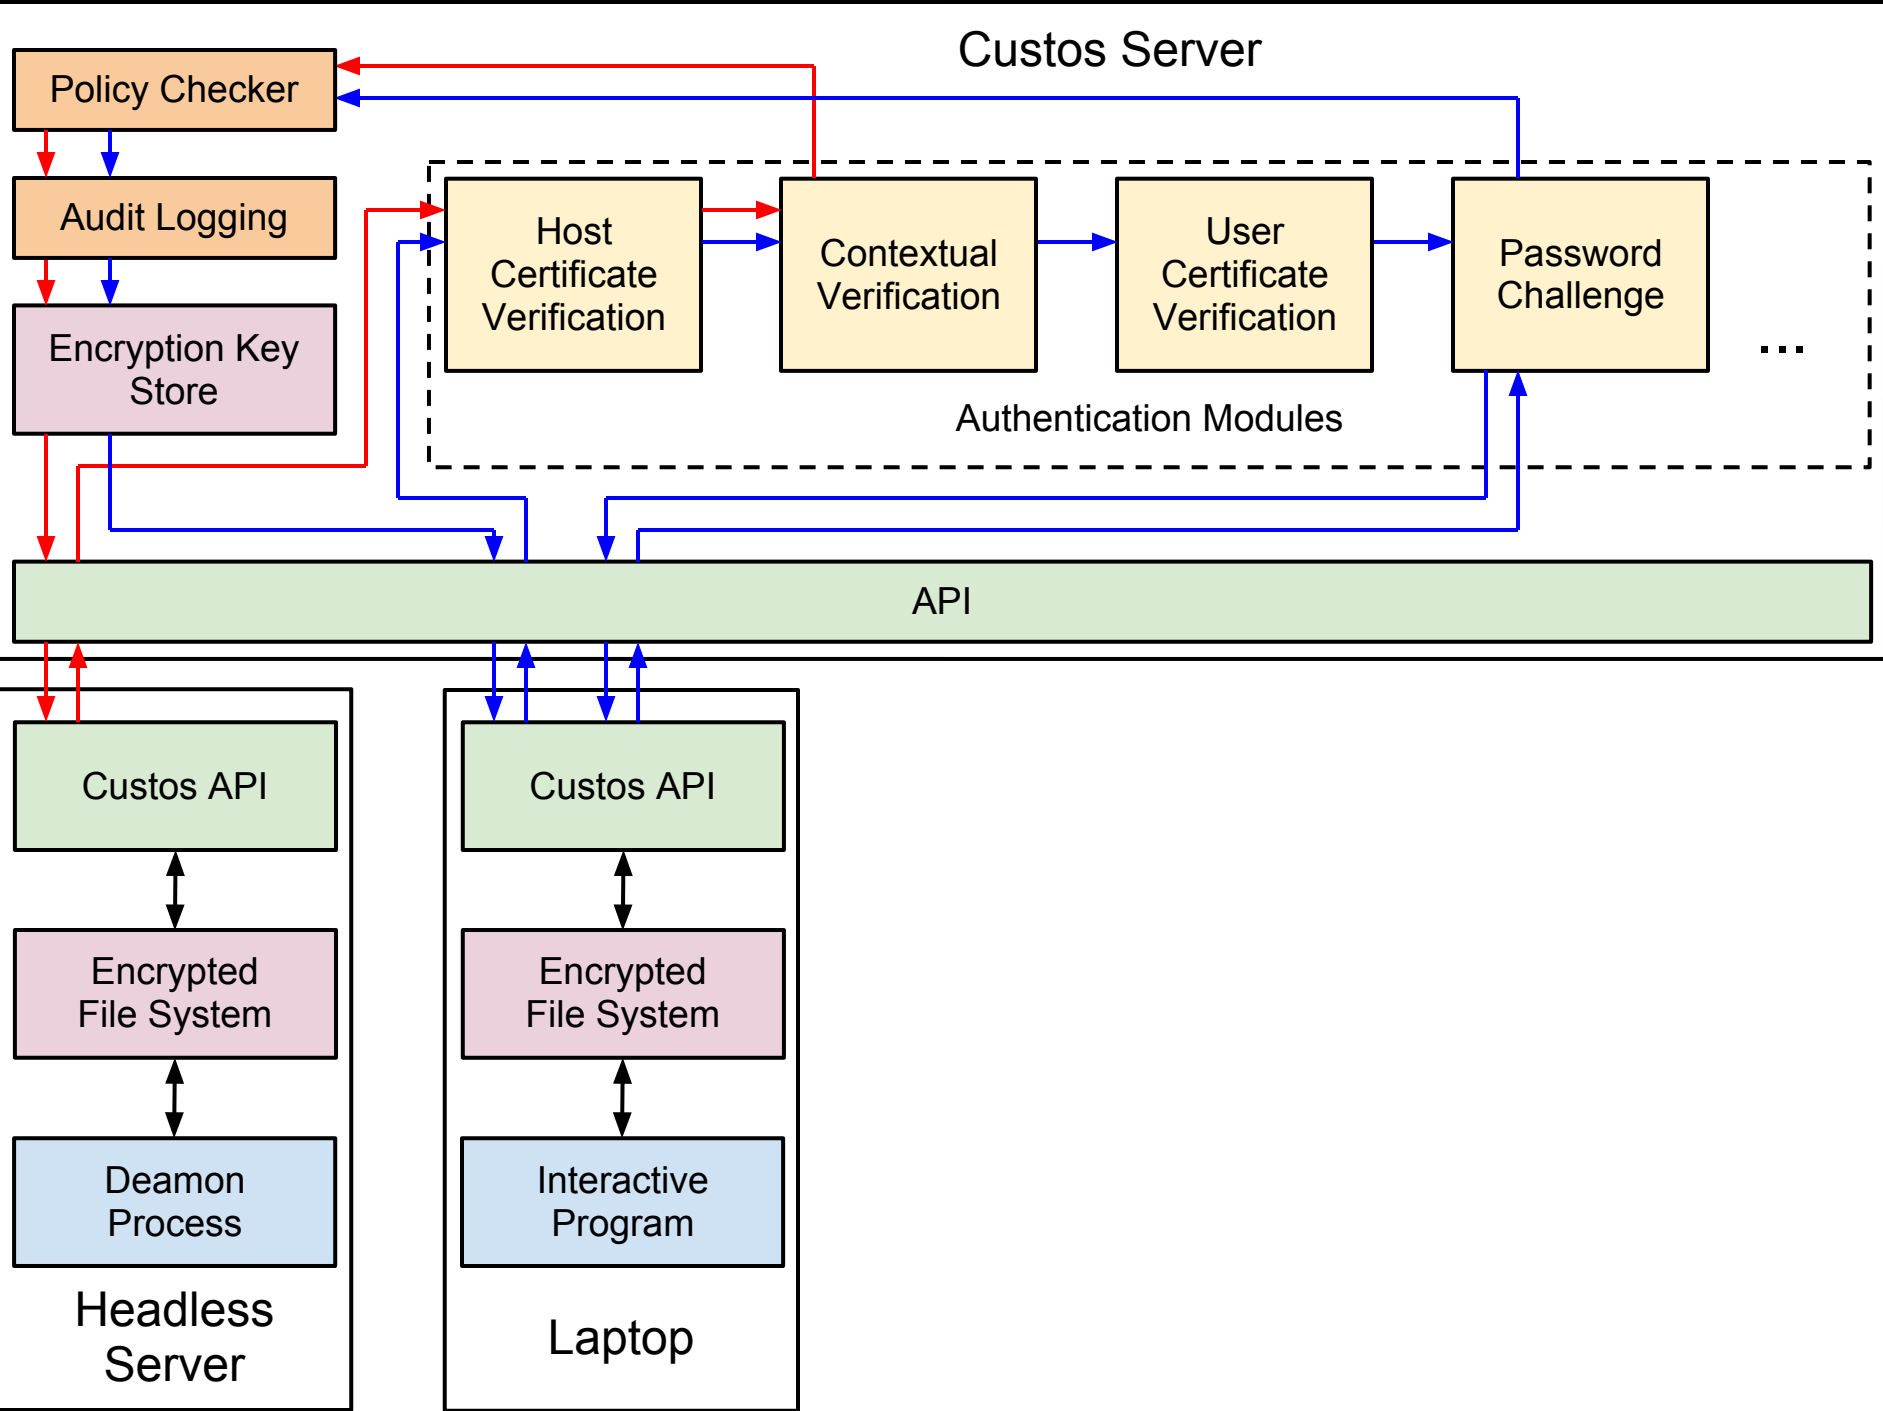 Custos Server
Policy Checker
Audit Logging
Encryption Key
Store
Host
Certificate
Verification
Contextual
Verification
User
Certificate
Verification
Password
Challenge
...
Authentication Modules
API
Custos API
Encrypted
File System
Deamon
Process
Headless
Server
Custos API
Encrypted
File System
Interactive
Program
Laptop